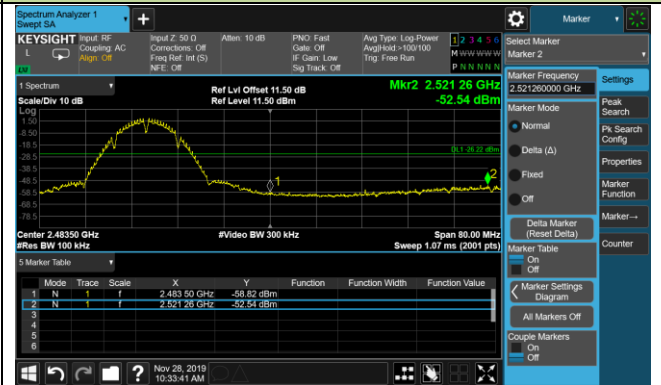 Spectrum Analyzer 1
Swept SA
+
Marker
KEYSIGHT
L
Input: RF
Coupling: AC
Align: Off
Input Z: 50 Ω
Corrections: Off
Freq Ref: Int (S)
NFE: Off
Atten: 10 dB
PNO: Fast
Gate: Off
IF Gain: Low
Sig Track: Off
Avg Type: Log-Power
Avg|Hold:>100/100
Trig: Free Run
1 2 3 4 5 6
M W W W W W
P N N N N N
Select Marker
Marker 2
1 Spectrum
Scale/Div 10 dB
Log
Ref Lvl Offset 11.50 dB
Ref Level 11.50 dBm
Mkr2 2.521 26 GHz
-52.54 dBm
1.50
-8.50
-18.5
-28.5
-38.5
-48.5
-58.5
-68.5
-78.5
DL1 -26.22 dBm
1
2
Center 2.48350 GHz
#Res BW 100 kHz
#Video BW 300 kHz
Span 80.00 MHz
Sweep 1.07 ms (2001 pts)
5 Marker Table
Mode Trace Scale X Y Function Function Width Function Value
1 N 1 f 2.483 50 GHz -58.82 dBm
2 N 1 f 2.521 26 GHz -52.54 dBm
3
4
5
6
Marker Frequency
2.521260000 GHz
Marker Mode
Normal
Delta (Δ)
Fixed
Off
Delta Marker
(Reset Delta)
Marker Table
On
Off
Marker Settings
Diagram
All Markers Off
Couple Markers
On
Off
Settings
Peak
Search
Pk Search
Config
Properties
Marker
Function
Marker→
Counter
?
Nov 28, 2019
10:33:41 AM